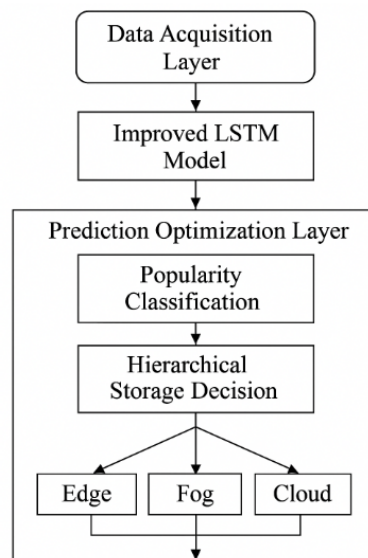 Data Acquisition
Layer
Improved LSTM
Model
Prediction Optimization Layer
Popularity
Classification
Hierarchical
Storage Decision
Edge
Fog
Cloud